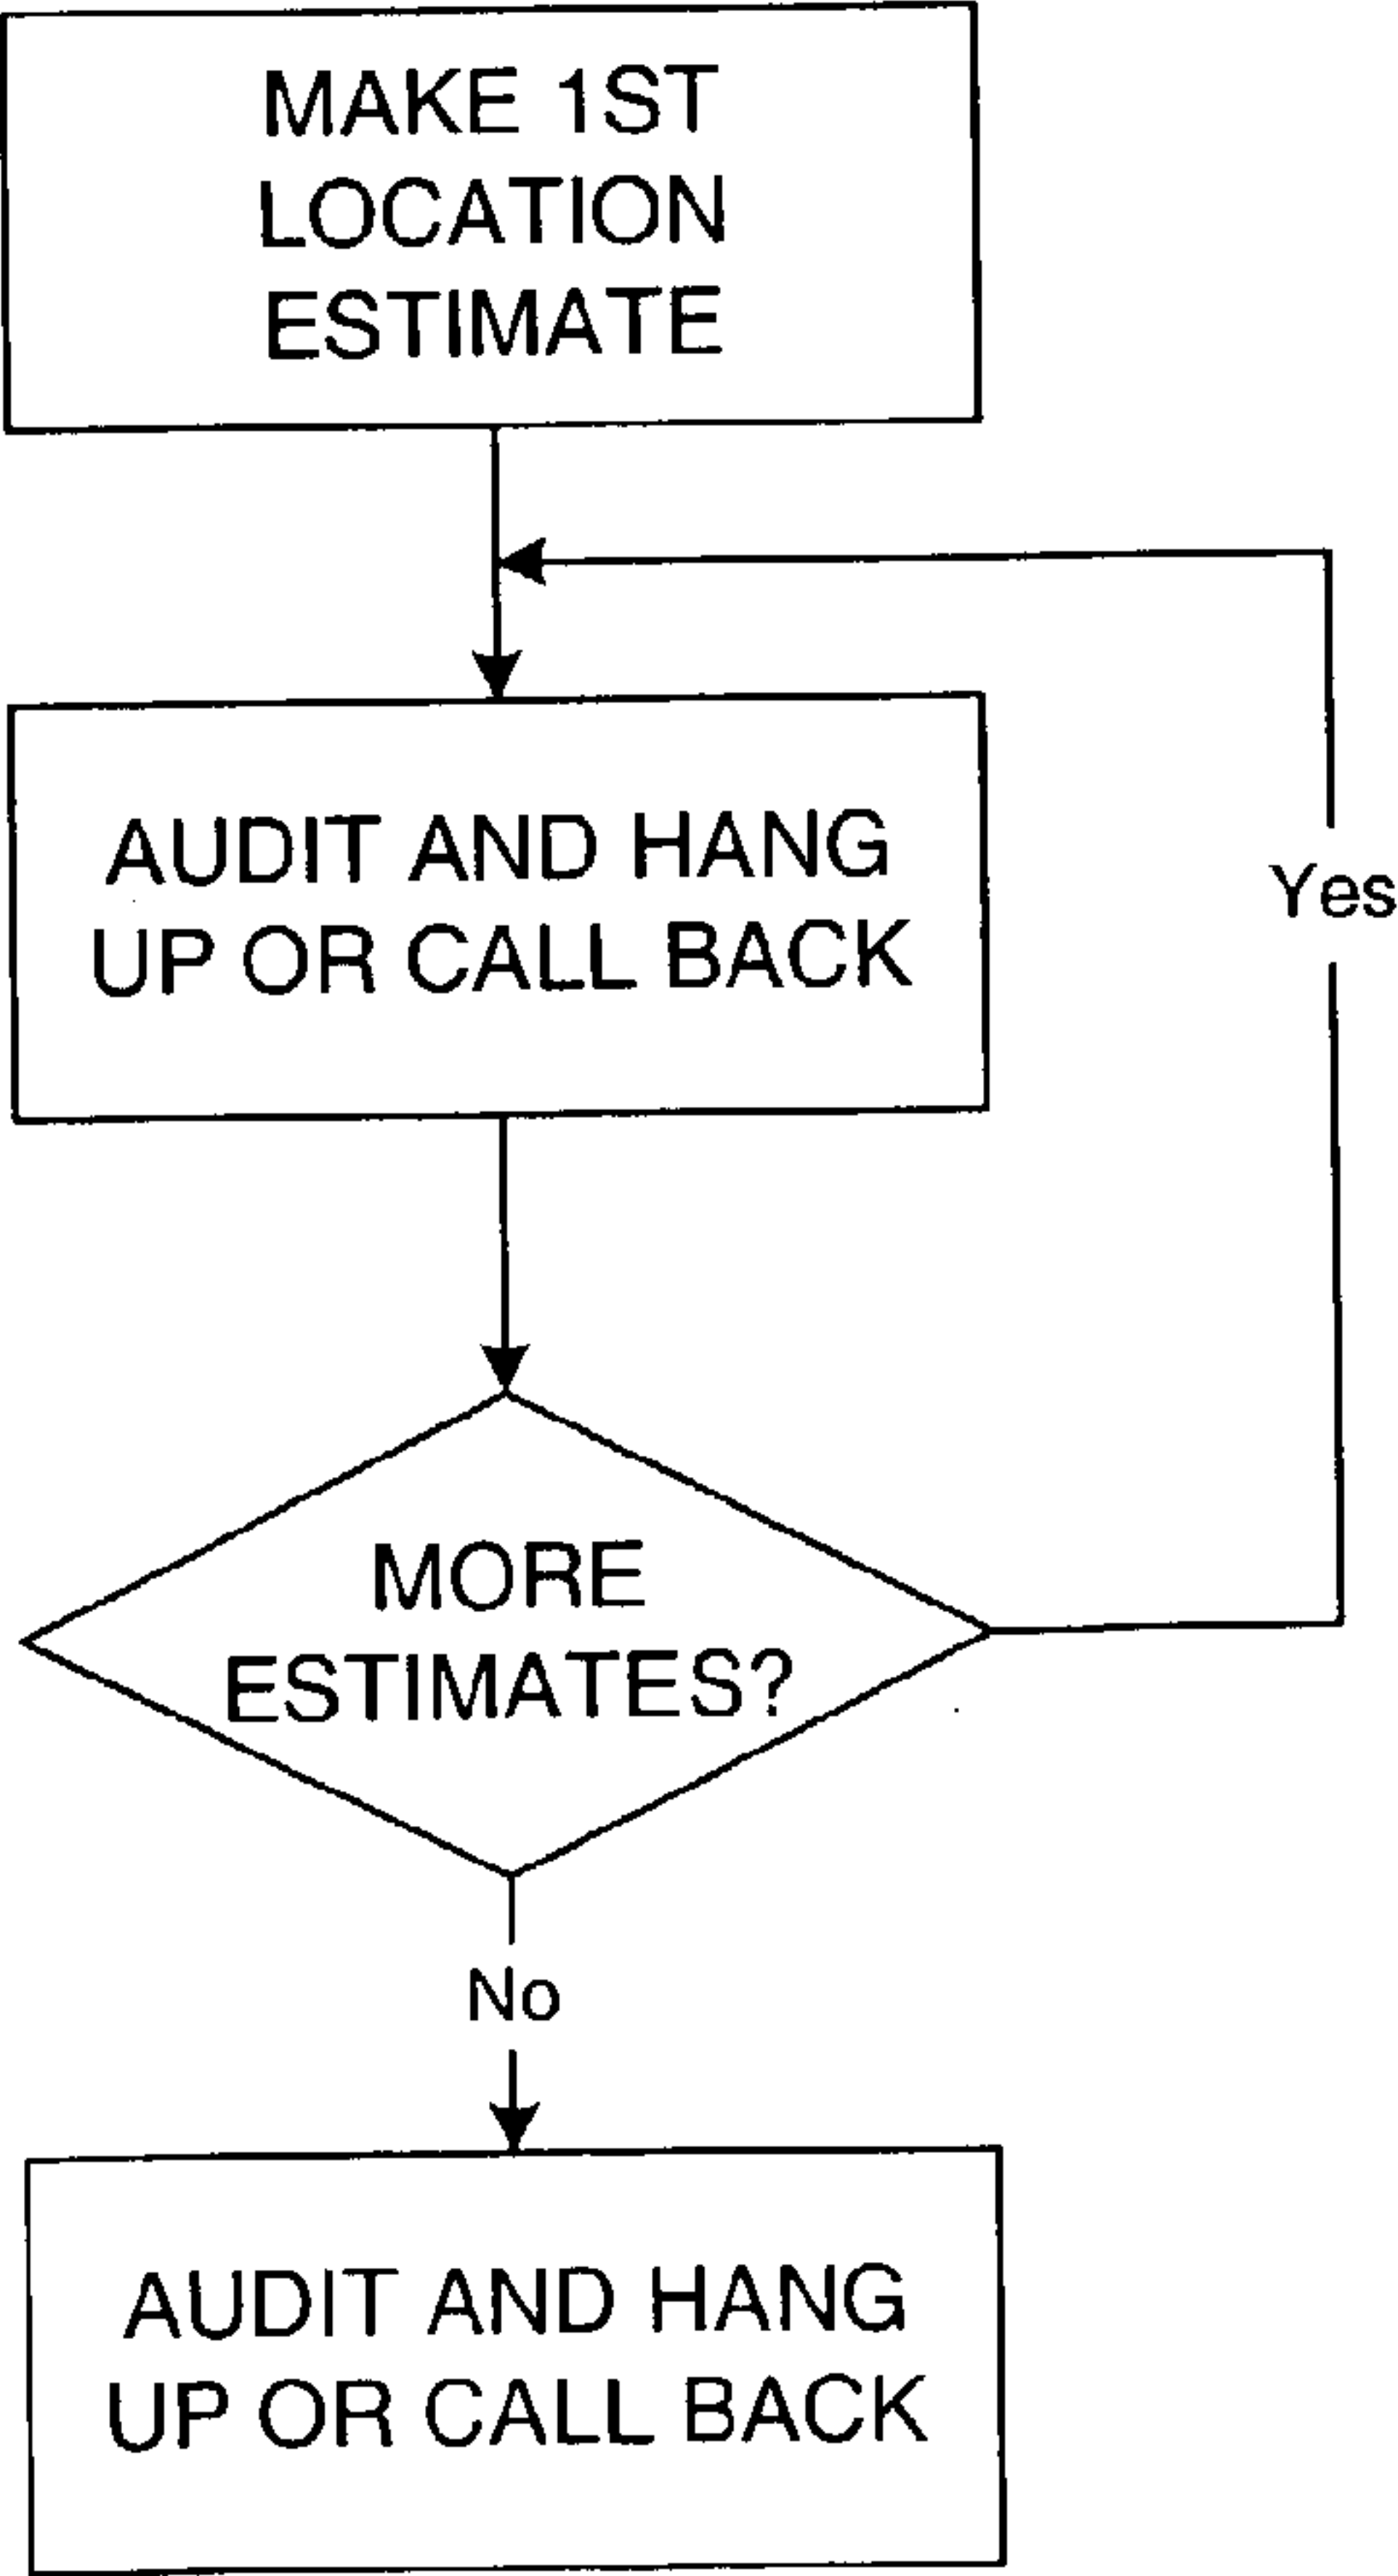 MAKE 1ST
LOCATION
ESTIMATE
AUDIT AND HANG
UP OR CALL BACK
Yes
MORE
ESTIMATES?
No
AUDIT AND HANG
UP OR CALL BACK